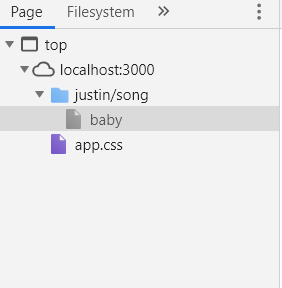 Page Filesystem
top
localhost:3000
justin/song
baby
app.css